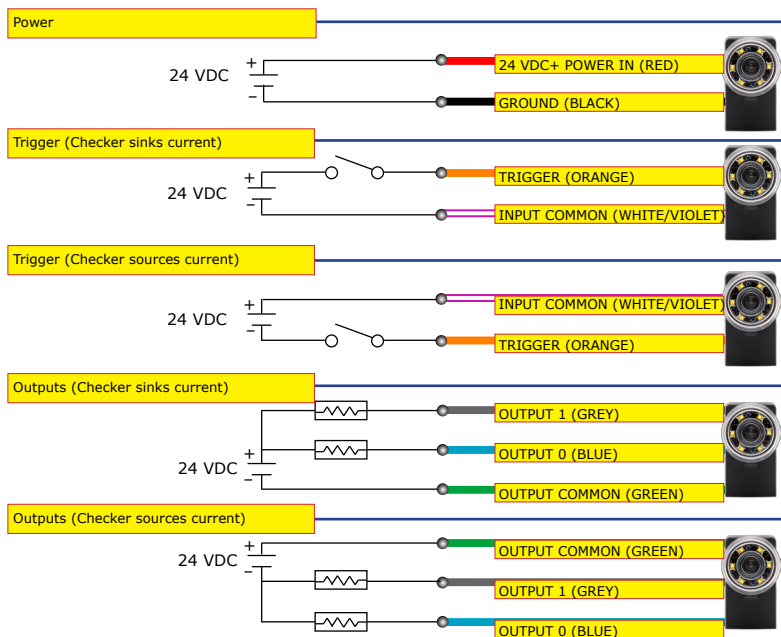 Power
24 VDC
+
−
24 VDC+ POWER IN (RED)
GROUND (BLACK)
Trigger (Checker sinks current)
24 VDC
+
−
TRIGGER (ORANGE)
INPUT COMMON (WHITE/VIOLET)
Trigger (Checker sources current)
24 VDC
+
−
INPUT COMMON (WHITE/VIOLET)
TRIGGER (ORANGE)
Outputs (Checker sinks current)
24 VDC
+
−
OUTPUT 1 (GREY)
OUTPUT 0 (BLUE)
OUTPUT COMMON (GREEN)
Outputs (Checker sources current)
24 VDC
+
−
OUTPUT COMMON (GREEN)
OUTPUT 1 (GREY)
OUTPUT 0 (BLUE)